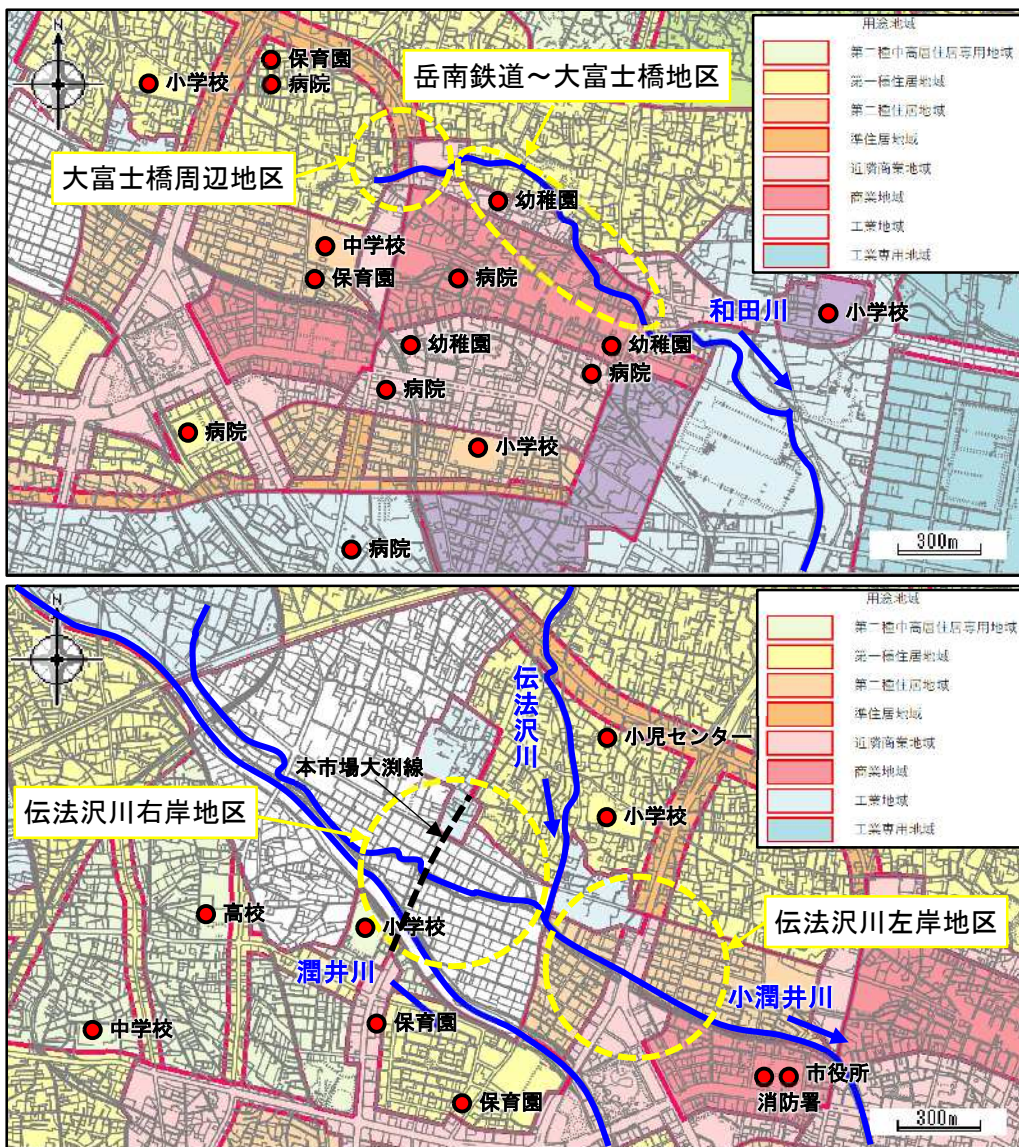 用途地域
第二種中高層住居専用地域
第一種住居地域
第二種住居地域
準住居地域
近隣商業地域
商業地域
工業地域
工業専用地域
N
保育園
小学校
病院
岳南鉄道～大富士橋地区
大富士橋周辺地区
幼稚園
中学校
保育園
病院
和田川
小学校
幼稚園
幼稚園
病院
病院
病院
小学校
病院
300m
用途地域
第二種中高層住居専用地域
第一種住居地域
第二種住居地域
準住居地域
近隣商業地域
商業地域
工業地域
工業専用地域
N
伝法沢川
小児センター
本市場大渕線
伝法沢川右岸地区
小学校
高校
小学校
伝法沢川左岸地区
潤井川
小潤井川
中学校
保育園
市役所
消防署
保育園
300m